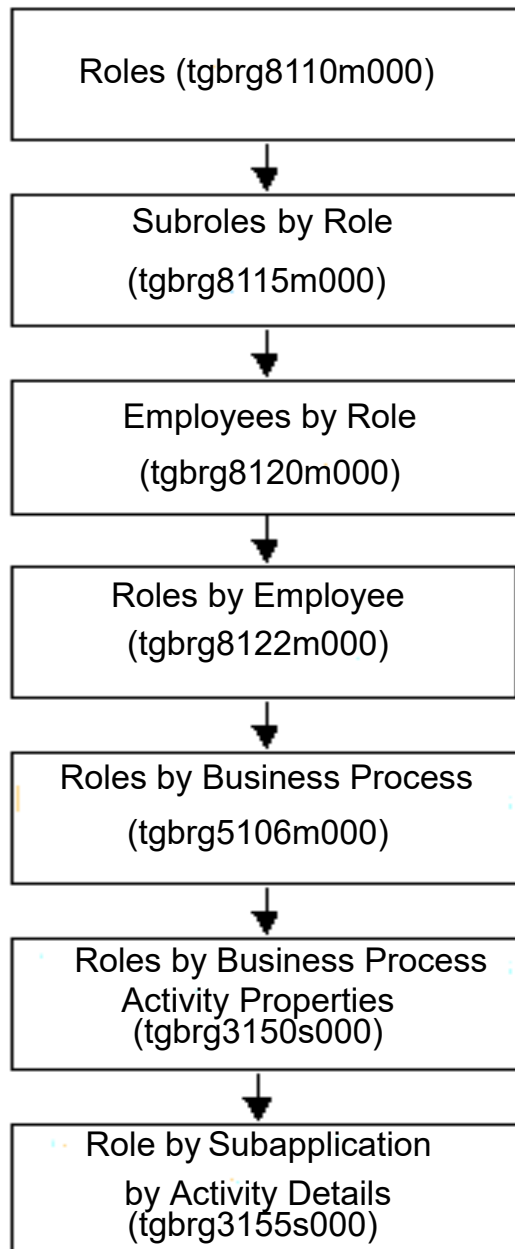 Roles (tgbrg8110m000)
Subroles by Role
(tgbrg8115m000)
Employees by Role
(tgbrg8120m000)
Roles by Employee
(tgbrg8122m000)
Roles by Business Process
(tgbrg5106m000)
Roles by Business Process
Activity Properties
(tgbrg3150s000)
Role by Subapplication
by Activity Details
(tgbrg3155s000)